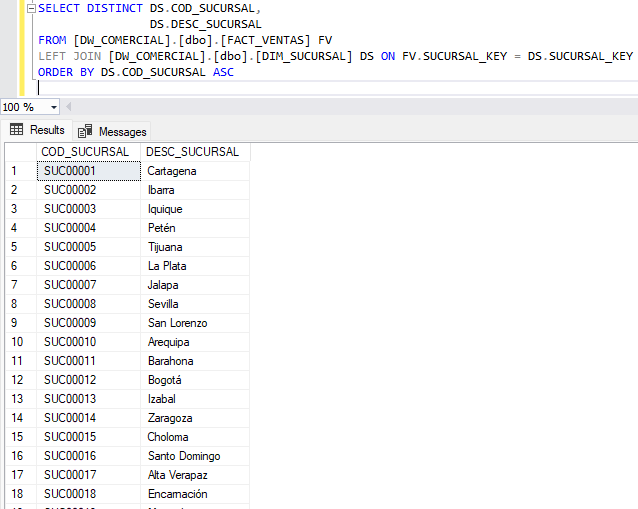 SELECT DISTINCT DS.COD_SUCURSAL,
DS.DESC_SUCURSAL
FROM [DW_COMERCIAL].[dbo].[FACT_VENTAS] FV
LEFT JOIN [DW_COMERCIAL].[dbo].[DIM_SUCURSAL] DS ON FV.SUCURSAL_KEY = DS.SUCURSAL_KEY
ORDER BY DS.COD_SUCURSAL ASC
100 %
Results Messages
COD_SUCURSAL DESC_SUCURSAL
1 SUC00001 Cartagena
2 SUC00002 Ibarra
3 SUC00003 Iquique
4 SUC00004 Petén
5 SUC00005 Tijuana
6 SUC00006 La Plata
7 SUC00007 Jalapa
8 SUC00008 Sevilla
9 SUC00009 San Lorenzo
10 SUC00010 Arequipa
11 SUC00011 Barahona
12 SUC00012 Bogotá
13 SUC00013 Izabal
14 SUC00014 Zaragoza
15 SUC00015 Choloma
16 SUC00016 Santo Domingo
17 SUC00017 Alta Verapaz
18 SUC00018 Encarnación